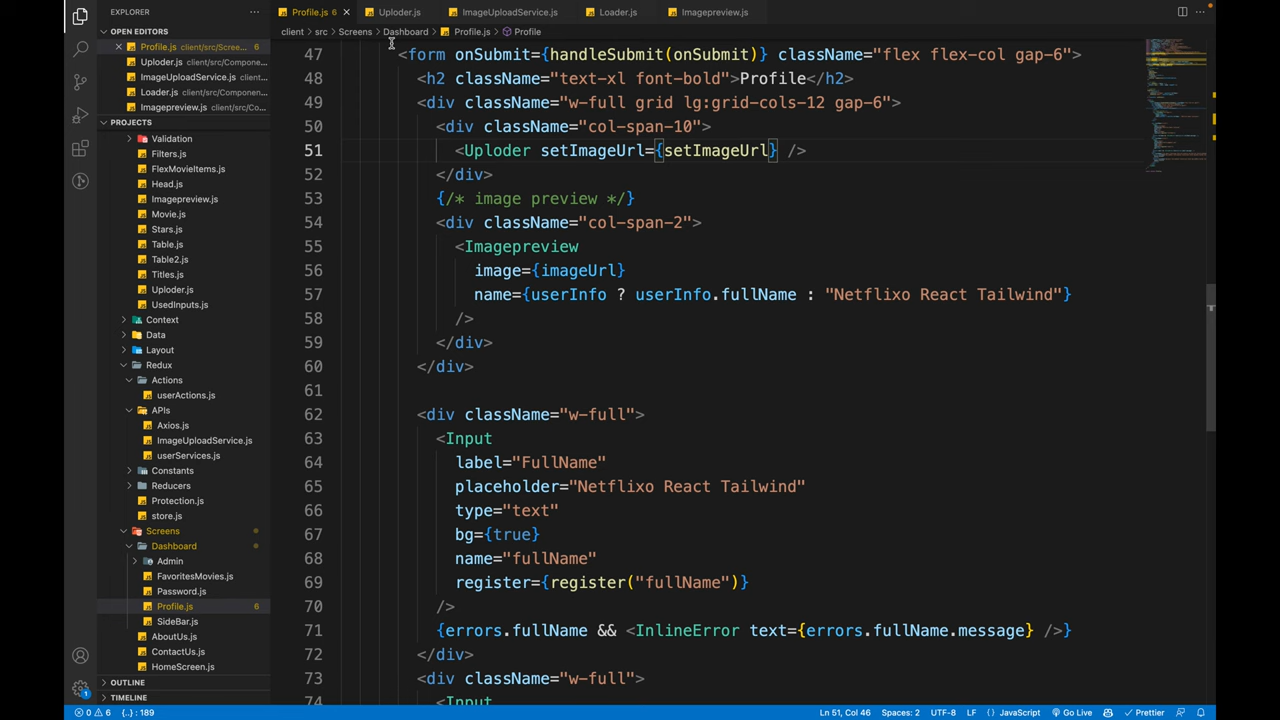 EXPLORER
Profile.js 6
Uploder.js
ImageUploadService.js
Loader.js
Imagepreview.js
OPEN EDITORS
client > src > Screens > Dashboard > Profile.js > Profile
Profile.js client/src/Scree... 6
Uploder.js client/src/Compone...
ImageUploadService.js client/...
Loader.js client/src/Componen...
Imagepreview.js client/src/Co...
PROJECTS
Validation
Filters.js
FlexMovieItems.js
Head.js
Imagepreview.js
Movie.js
Stars.js
Table.js
Table2.js
Titles.js
Uploder.js
UsedInputs.js
Context
Data
Layout
Redux
Actions
userActions.js
APIs
Axios.js
ImageUploadService.js
userServices.js
Constants
Reducers
Protection.js
store.js
Screens
Dashboard
Admin
FavoritesMovies.js
Password.js
Profile.js 6
SideBar.js
AboutUs.js
ContactUs.js
HomeScreen.js
OUTLINE
TIMELINE
47 <form onSubmit={handleSubmit(onSubmit)} className="flex flex-col gap-6">
48 <h2 className="text-xl font-bold">Profile</h2>
49 <div className="w-full grid lg:grid-cols-12 gap-6">
50 <div className="col-span-10">
51 <Uploder setImageUrl={setImageUrl} />
52 </div>
53 {/* image preview */}
54 <div className="col-span-2">
55 <Imagepreview
56 image={imageUrl}
57 name={userInfo ? userInfo.fullName : "Netflixo React Tailwind"}
58 />
59 </div>
60 </div>
61
62 <div className="w-full">
63 <Input
64 label="FullName"
65 placeholder="Netflixo React Tailwind"
66 type="text"
67 bg={true}
68 name="fullName"
69 register={register("fullName")}
70 />
71 {errors.fullName && <InlineError text={errors.fullName.message} />}
72 </div>
73 <div className="w-full">
74 <Input
1
0 6 {..} : 189
Ln 51, Col 46 Spaces: 2 UTF-8 LF {} JavaScript Go Live Prettier